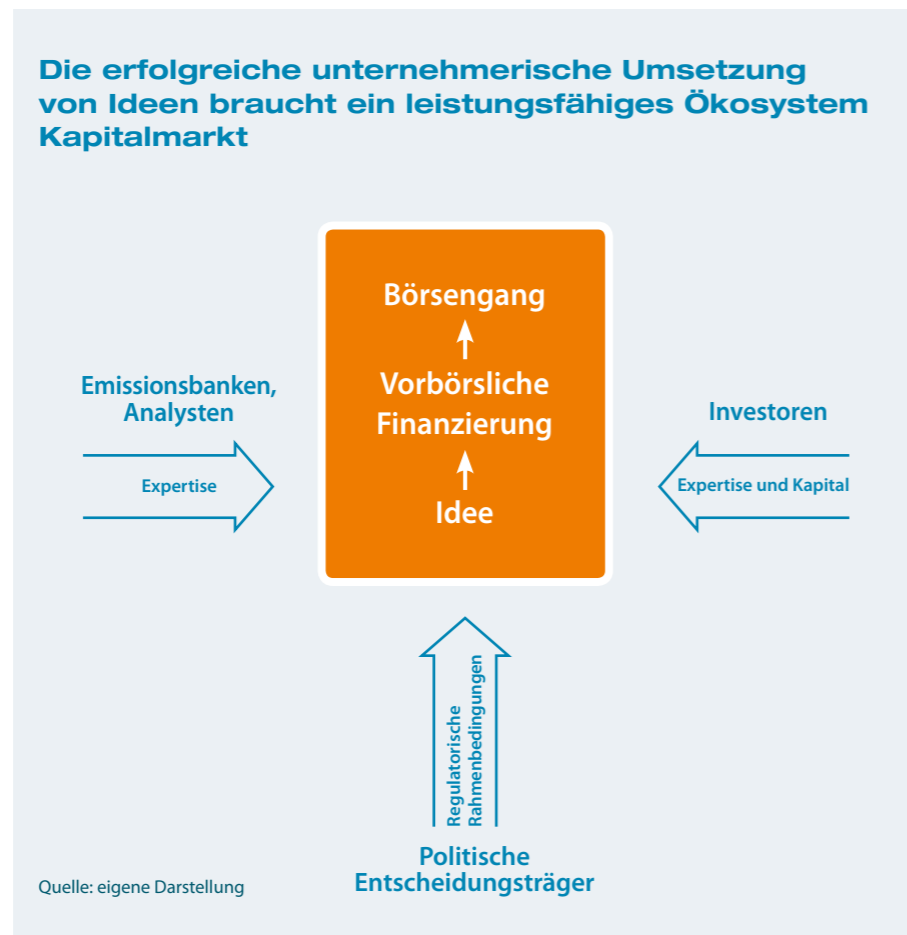 Die erfolgreiche unternehmerische Umsetzung
von Ideen braucht ein leistungsfähiges Ökosystem
Kapitalmarkt
Börsengang
Vorbörsliche
Finanzierung
Idee
Emissionsbanken,
Analysten
Expertise
Investoren
Expertise und Kapital
Regulatorische
Rahmenbedingungen
Politische
Entscheidungsträger
Quelle: eigene Darstellung